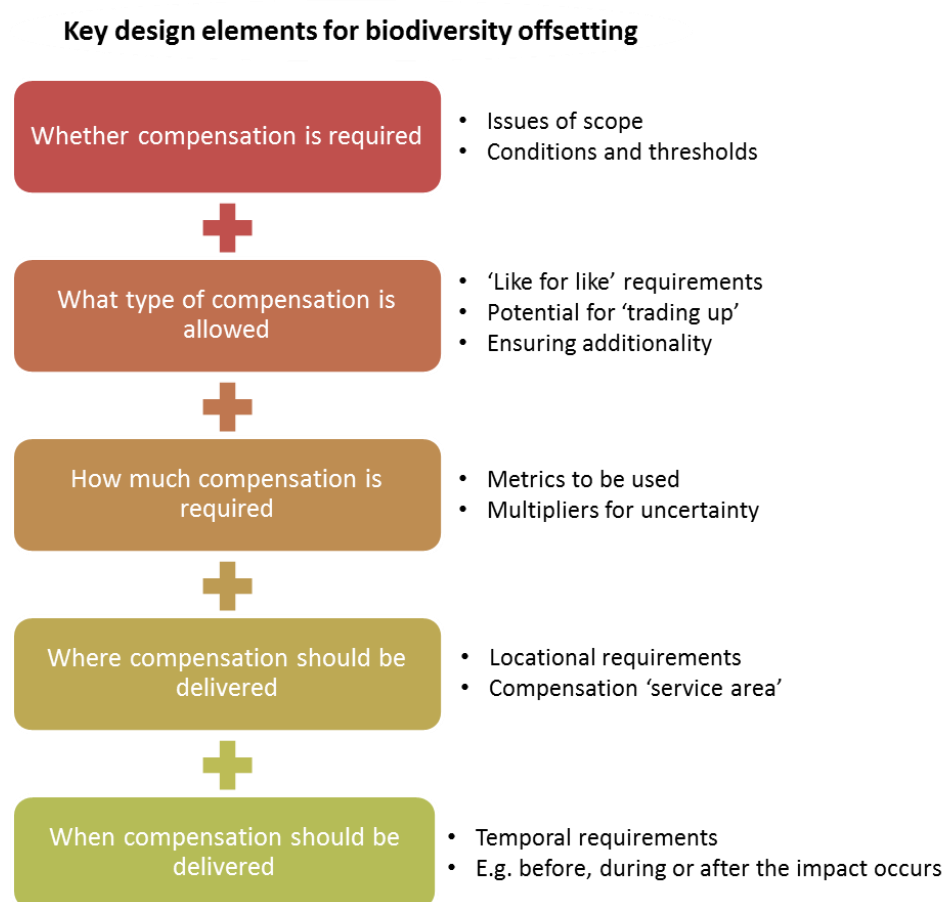 Key design elements for biodiversity offsetting
Whether compensation is required
• Issues of scope
• Conditions and thresholds
What type of compensation is
allowed
• ‘Like for like’ requirements
• Potential for ‘trading up’
• Ensuring additionality
How much compensation is
required
• Metrics to be used
• Multipliers for uncertainty
Where compensation should be
delivered
• Locational requirements
• Compensation ‘service area’
When compensation should be
delivered
• Temporal requirements
• E.g. before, during or after the impact occurs